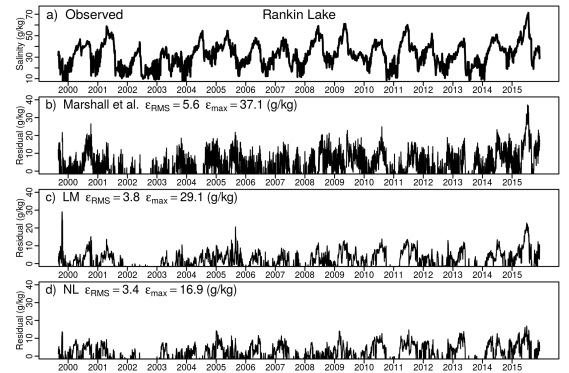 a) Observed Rankin Lake
Salinity (g/kg)
10 30 50 70
2000 2001 2002 2003 2004 2005 2006 2007 2008 2009 2010 2011 2012 2013 2014 2015
b) Marshall et al. εRMS = 5.6 εmax = 37.1 (g/kg)
Residual (g/kg)
0 10 20 30 40
2000 2001 2002 2003 2004 2005 2006 2007 2008 2009 2010 2011 2012 2013 2014 2015
c) LM εRMS = 3.8 εmax = 29.1 (g/kg)
Residual (g/kg)
0 10 20 30 40
2000 2001 2002 2003 2004 2005 2006 2007 2008 2009 2010 2011 2012 2013 2014 2015
d) NL εRMS = 3.4 εmax = 16.9 (g/kg)
Residual (g/kg)
0 10 20 30 40
2000 2001 2002 2003 2004 2005 2006 2007 2008 2009 2010 2011 2012 2013 2014 2015